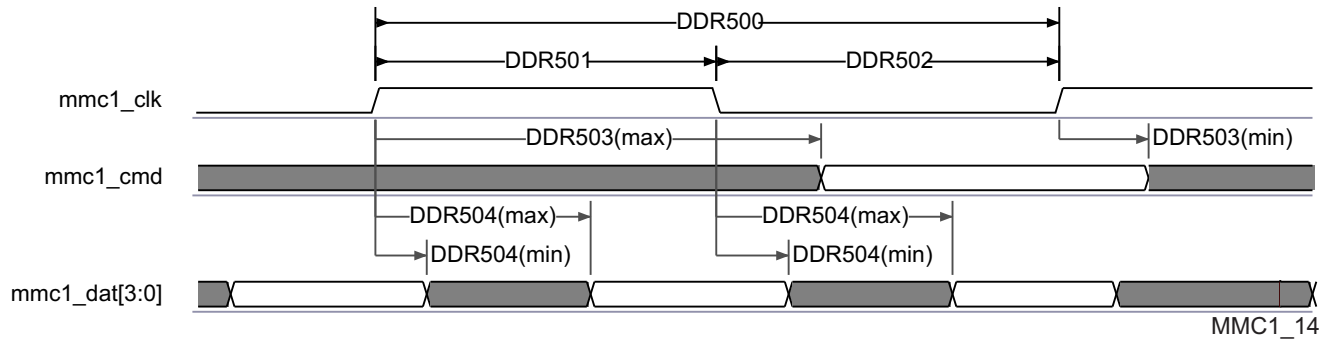 DDR500
DDR501 DDR502
mmc1_clk
DDR503(max) DDR503(min)
mmc1_cmd
DDR504(max) DDR504(max)
DDR504(min) DDR504(min)
mmc1_dat[3:0]
MMC1_14